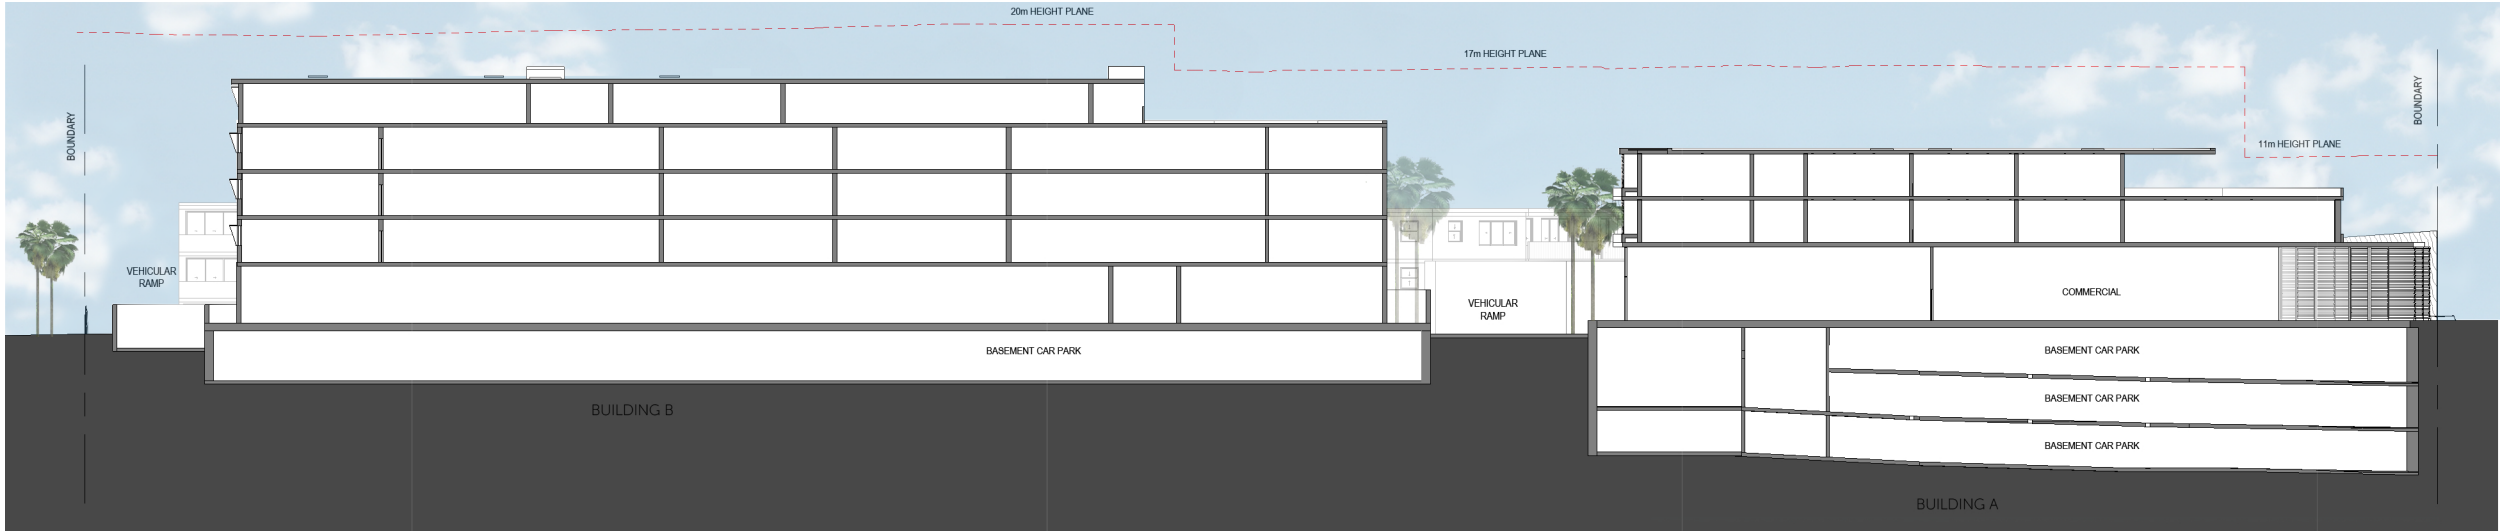 20m HEIGHT PLANE
17m HEIGHT PLANE
BOUNDARY
BOUNDARY
11m HEIGHT PLANE
VEHICULAR
RAMP
COMMERCIAL
VEHICULAR
RAMP
BASEMENT CAR PARK
BASEMENT CAR PARK
BASEMENT CAR PARK
BUILDING B
BASEMENT CAR PARK
BUILDING A